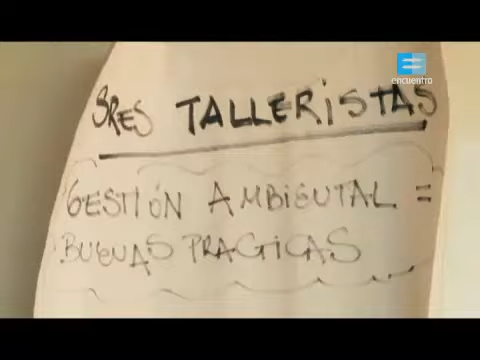 encuentro
SRES TALLERiSTAS
GESTIÓN AMBIENTAL =
BUENAS PRACTICAS